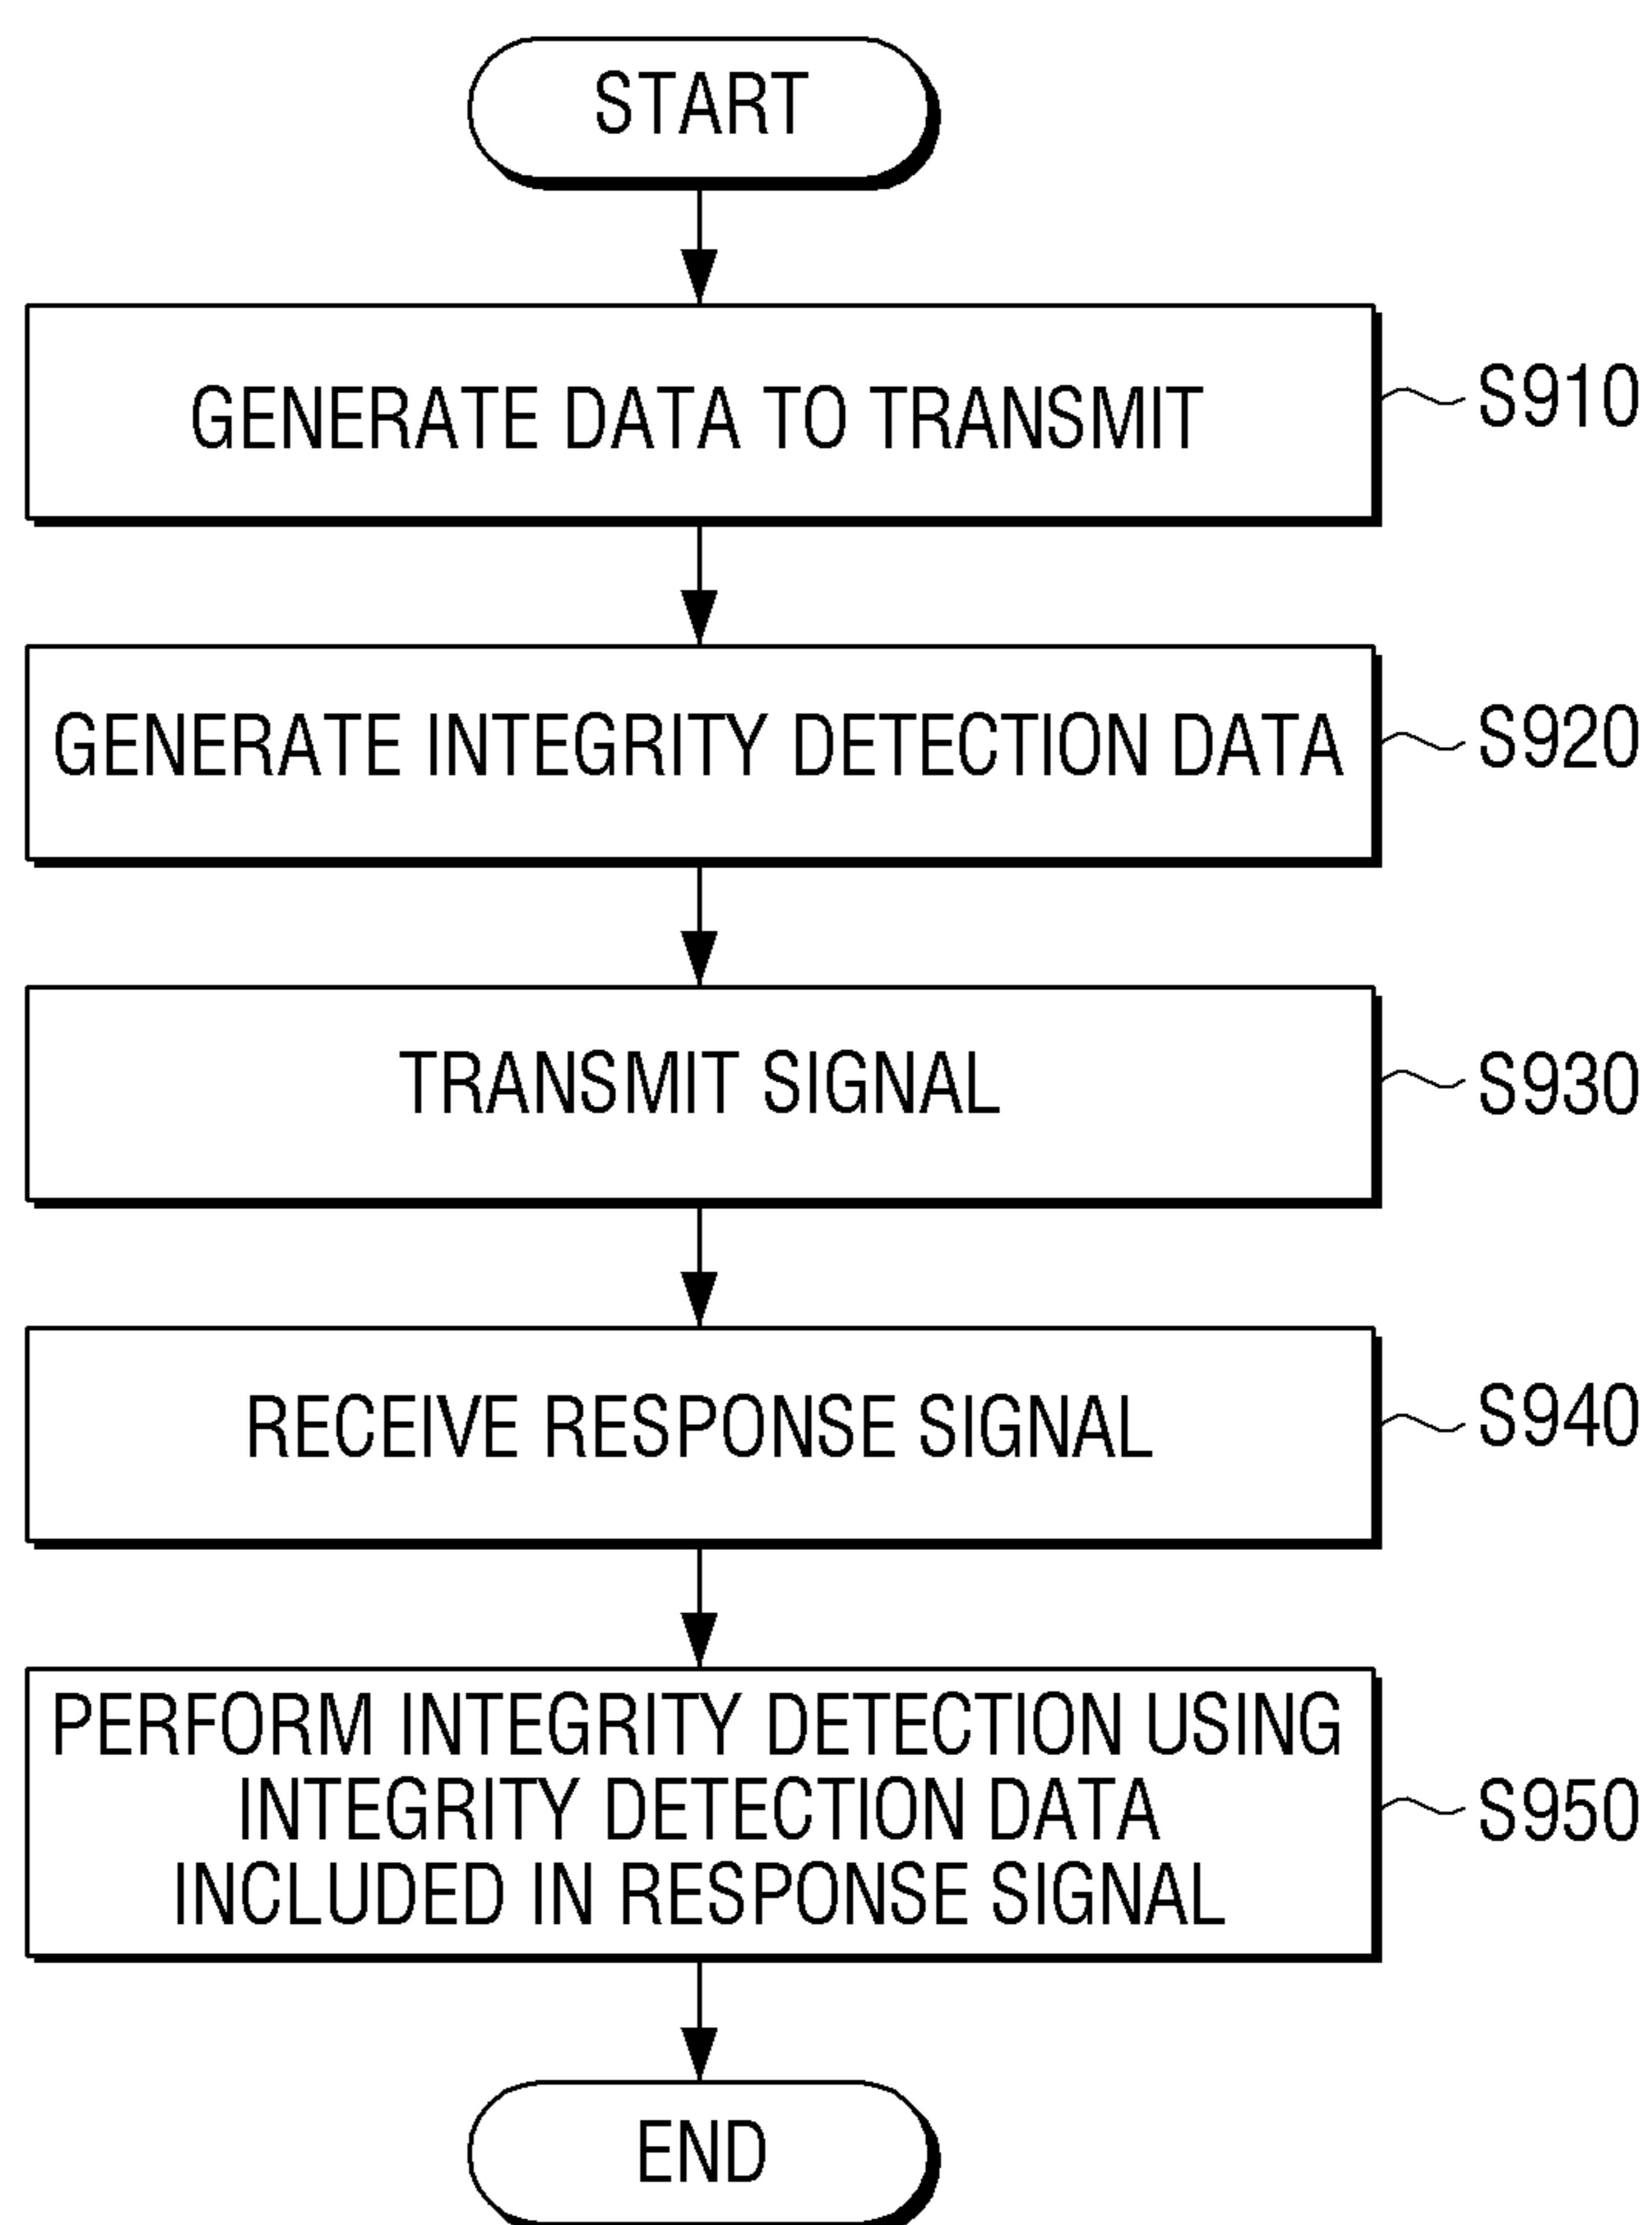 START
GENERATE DATA TO TRANSMIT
S910
GENERATE INTEGRITY DETECTION DATA
S920
TRANSMIT SIGNAL
S930
RECEIVE RESPONSE SIGNAL
S940
PERFORM INTEGRITY DETECTION USING
INTEGRITY DETECTION DATA
INCLUDED IN RESPONSE SIGNAL
S950
END